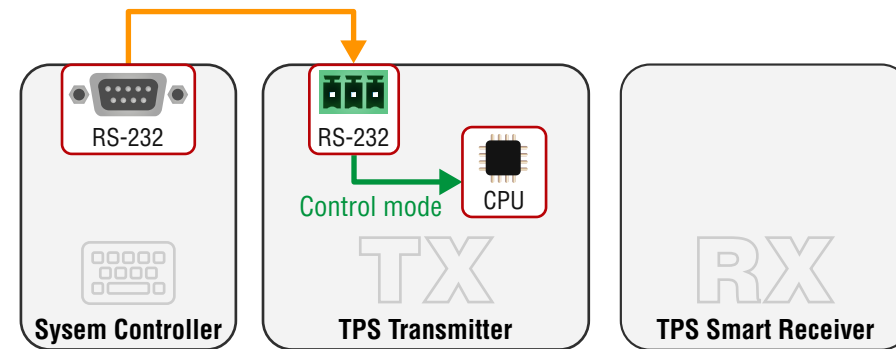 RS-232
RS-232
CPU
Control mode
TX
RX
Sysem Controller
TPS Transmitter
TPS Smart Receiver